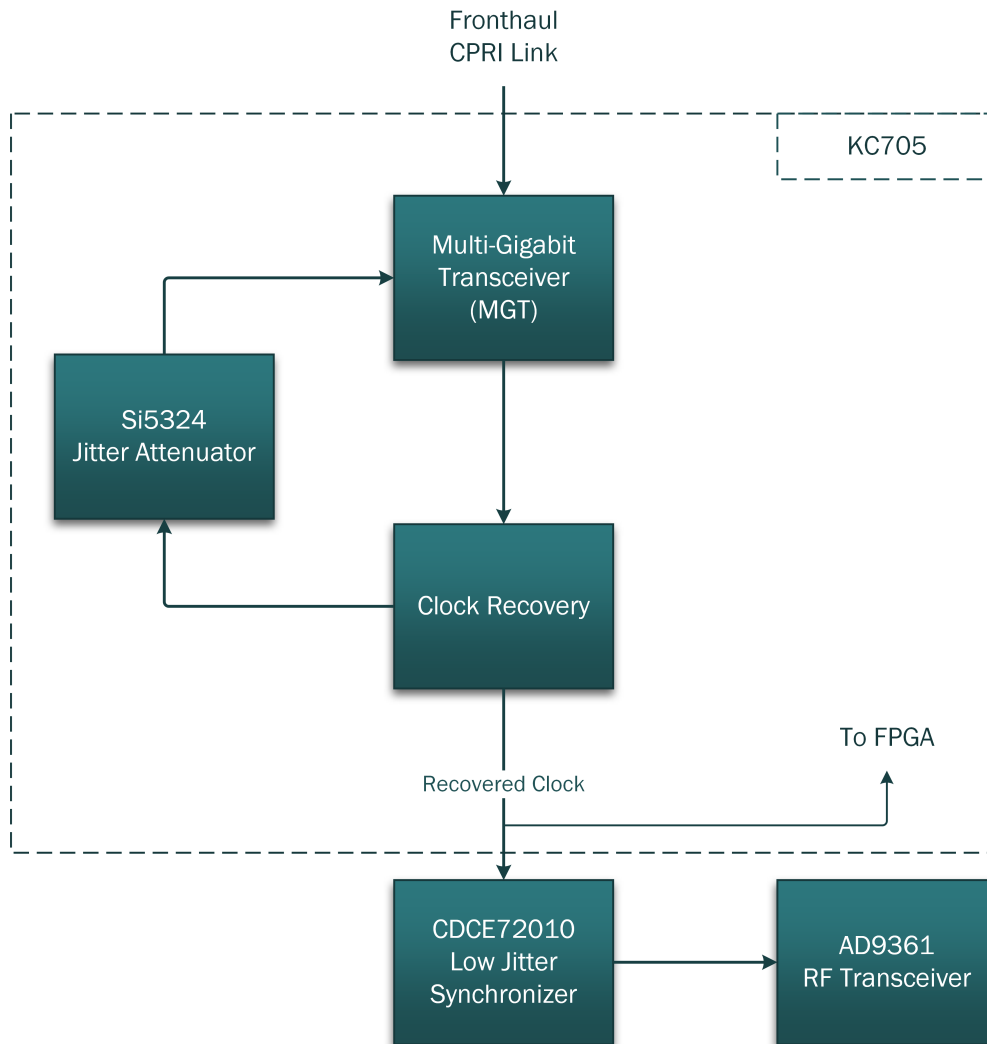 Fronthaul
CPRI Link
KC705
Multi-Gigabit
Transceiver
(MGT)
Si5324
Jitter Attenuator
Clock Recovery
To FPGA
Recovered Clock
CDCE72010
Low Jitter
Synchronizer
AD9361
RF Transceiver